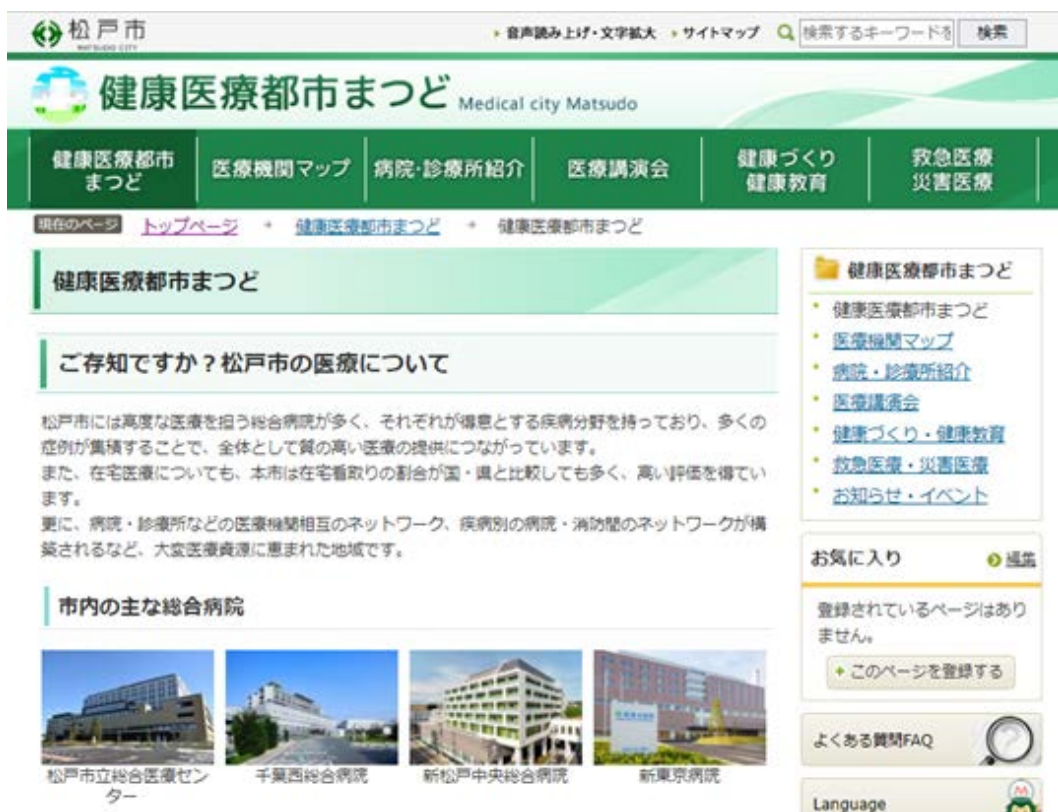 松戸市
MATSUDO CITY
音声読み上げ・文字拡大
サイトマップ
検索するキーワードを
検索
健康医療都市まつど Medical city Matsudo
健康医療都市
まつど
医療機関マップ
病院・診療所紹介
医療講演会
健康づくり
健康教育
救急医療
災害医療
現在のページ トップページ 健康医療都市まつど 健康医療都市まつど
健康医療都市まつど
ご存知ですか？松戸市の医療について
松戸市には高度な医療を担う総合病院が多く、それぞれが得意とする疾病分野を持っており、多くの
症例が集積することで、全体として質の高い医療の提供につながっています。
また、在宅医療についても、本市は在宅看取りの割合が国・県と比較しても多く、高い評価を得てい
ます。
更に、病院・診療所などの医療機関相互のネットワーク、疾病別の病院・消防間のネットワークが構
築されるなど、大変医療資源に恵まれた地域です。
市内の主な総合病院
松戸市立総合医療セン
ター
千葉西総合病院
新松戸中央総合病院
新東京病院
健康医療都市まつど
健康医療都市まつど
医療機関マップ
病院・診療所紹介
医療講演会
健康づくり・健康教育
救急医療・災害医療
お知らせ・イベント
お気に入り
編集
登録されているページはあり
ません。
このページを登録する
よくある質問FAQ
Language